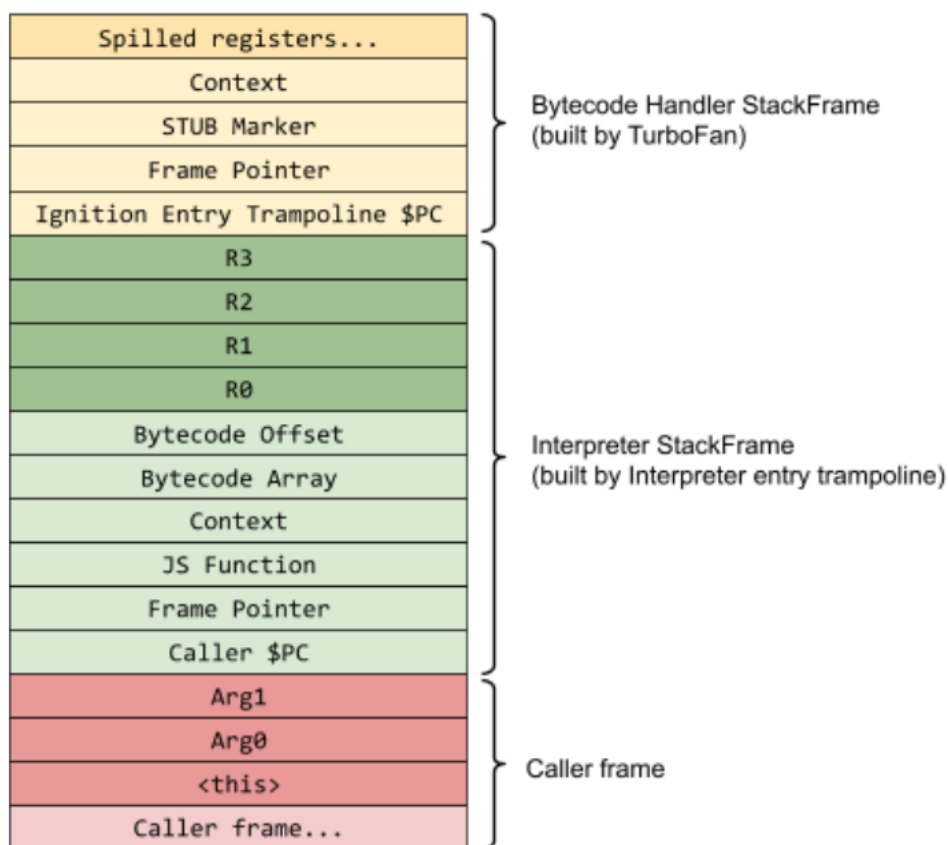 Spilled registers...
Context
STUB Marker
Frame Pointer
Ignition Entry Trampoline $PC
Bytecode Handler StackFrame
(built by TurboFan)
R3
R2
R1
R0
Bytecode Offset
Bytecode Array
Context
JS Function
Frame Pointer
Caller $PC
Interpreter StackFrame
(built by Interpreter entry trampoline)
Arg1
Arg0
<this>
Caller frame...
Caller frame